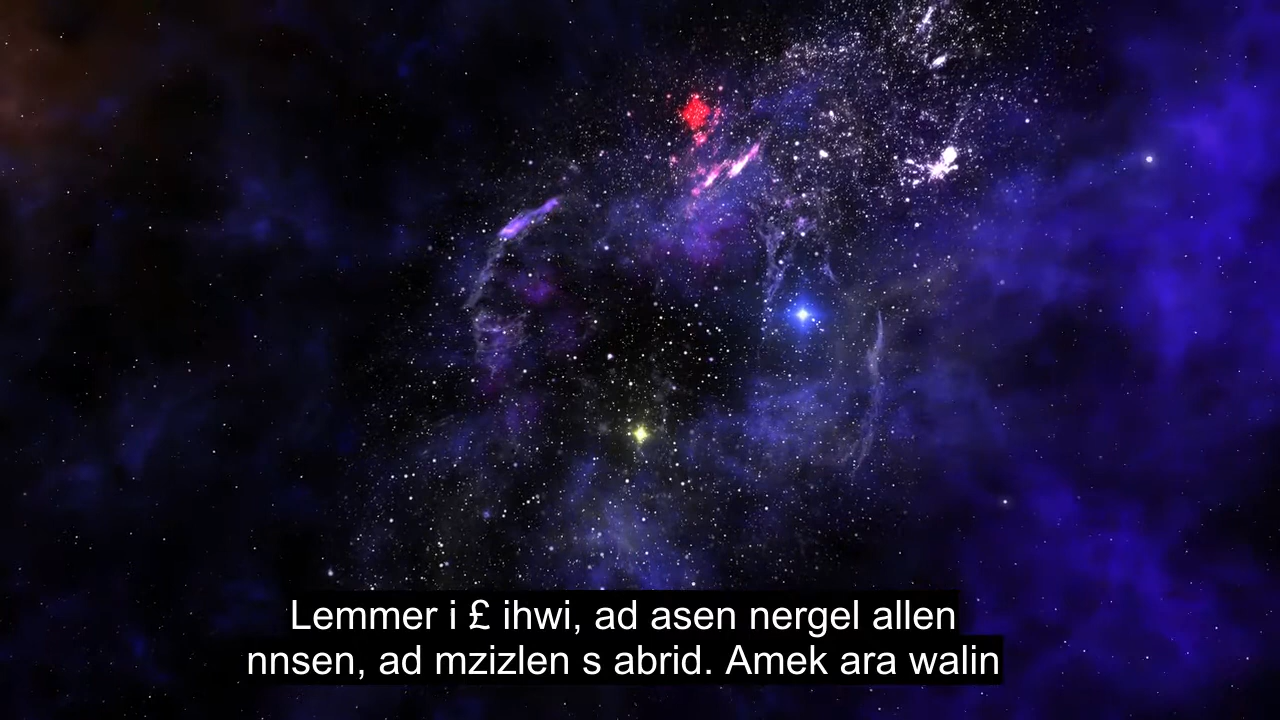 Lemmer i £ ihwi, ad asen nergel allen
nnsen, ad mzizlen s abrid. Amek ara walin